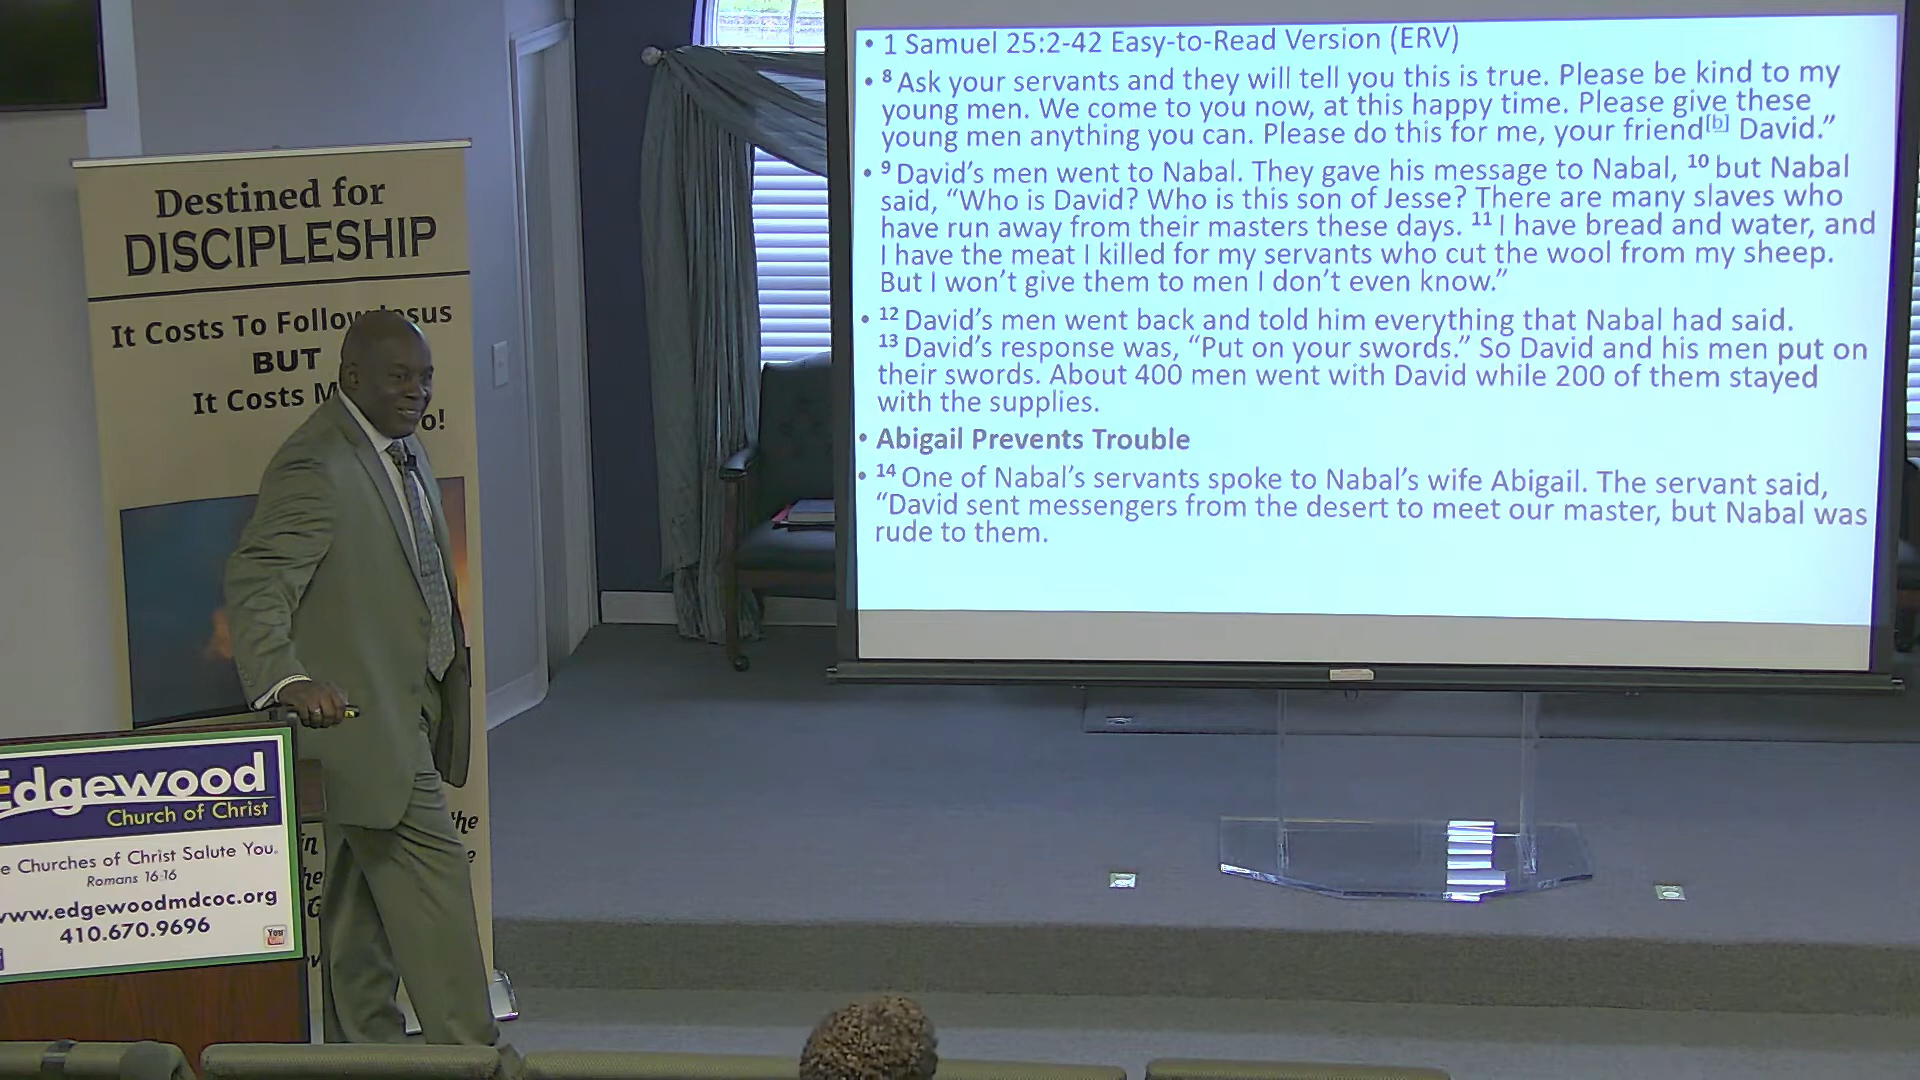 Destined for
DISCIPLESHIP
It Costs To Follow Jesus
BUT
It Costs
o!
Edgewood
Church of Christ
Churches of Christ Salute You.
Romans 16:16
www.edgewoodmdcoc.org
410.670.9696
You
• 1 Samuel 25:2-42 Easy-to-Read Version (ERV)
• 8 Ask your servants and they will tell you this is true. Please be kind to my
young men. We come to you now, at this happy time. Please give these
young men anything you can. Please do this for me, your friend[b] David.”
• 9 David’s men went to Nabal. They gave his message to Nabal, 10 but Nabal
said, “Who is David? Who is this son of Jesse? There are many slaves who
have run away from their masters these days. 11 I have bread and water, and
I have the meat I killed for my servants who cut the wool from my sheep.
But I won’t give them to men I don’t even know.”
• 12 David’s men went back and told him everything that Nabal had said.
13 David’s response was, “Put on your swords.” So David and his men put on
their swords. About 400 men went with David while 200 of them stayed
with the supplies.
• Abigail Prevents Trouble
• 14 One of Nabal’s servants spoke to Nabal’s wife Abigail. The servant said,
“David sent messengers from the desert to meet our master, but Nabal was
rude to them.